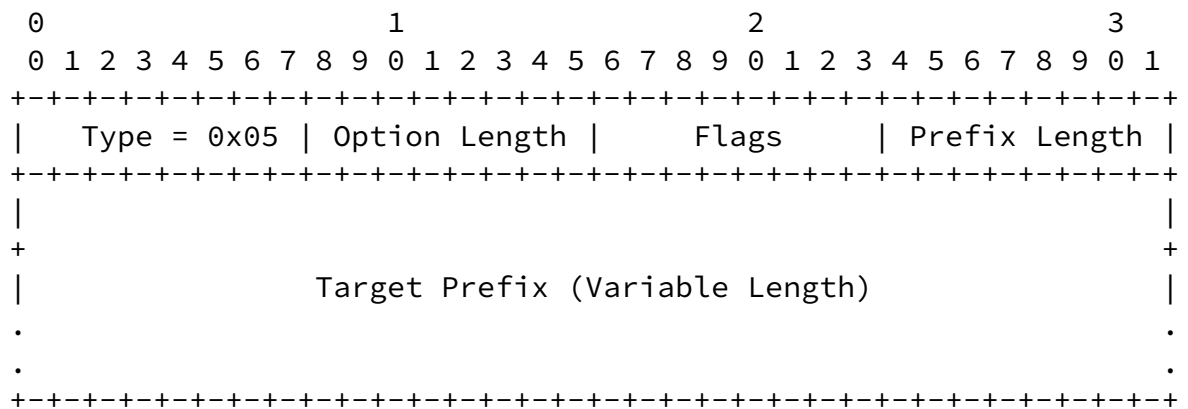 0                   1                   2                   3
0 1 2 3 4 5 6 7 8 9 0 1 2 3 4 5 6 7 8 9 0 1 2 3 4 5 6 7 8 9 0 1
+-+-+-+-+-+-+-+-+-+-+-+-+-+-+-+-+-+-+-+-+-+-+-+-+-+-+-+-+-+-+-+-+
|   Type = 0x05 | Option Length |     Flags     | Prefix Length |
+-+-+-+-+-+-+-+-+-+-+-+-+-+-+-+-+-+-+-+-+-+-+-+-+-+-+-+-+-+-+-+-+
|                                                               |
+                                                               +
|                Target Prefix (Variable Length)                |
.                                                               .
.                                                               .
+-+-+-+-+-+-+-+-+-+-+-+-+-+-+-+-+-+-+-+-+-+-+-+-+-+-+-+-+-+-+-+-+